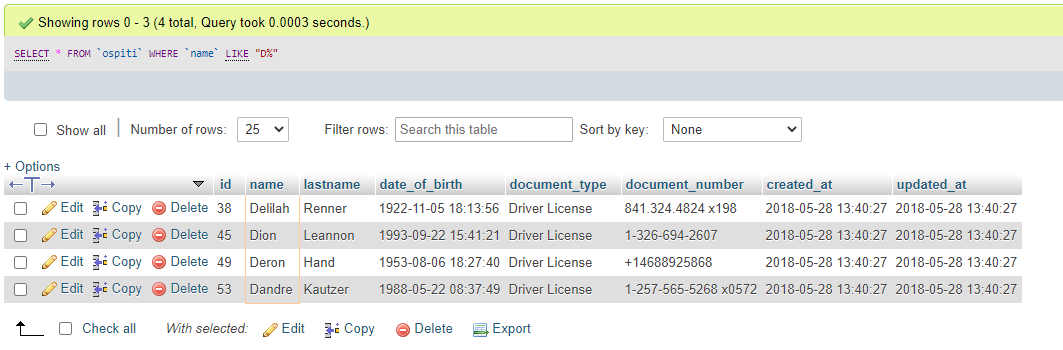 Showing rows 0 - 3 (4 total, Query took 0.0003 seconds.)
SELECT * FROM `ospiti` WHERE `name` LIKE "D%"
Show all Number of rows: 25 Filter rows: Search this table Sort by key: None
+ Options
id name lastname date_of_birth document_type document_number created_at updated_at
Edit Copy Delete 38 Delilah Renner 1922-11-05 18:13:56 Driver License 841.324.4824 x198 2018-05-28 13:40:27 2018-05-28 13:40:27
Edit Copy Delete 45 Dion Leannon 1993-09-22 15:41:21 Driver License 1-326-694-2607 2018-05-28 13:40:27 2018-05-28 13:40:27
Edit Copy Delete 49 Deron Hand 1953-08-06 18:27:40 Driver License +14688925868 2018-05-28 13:40:27 2018-05-28 13:40:27
Edit Copy Delete 53 Dandre Kautzer 1988-05-22 08:37:49 Driver License 1-257-565-5268 x0572 2018-05-28 13:40:27 2018-05-28 13:40:27
Check all With selected: Edit Copy Delete Export